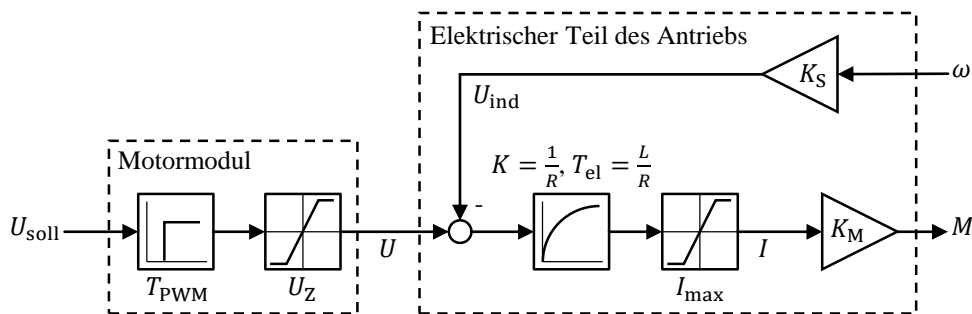 Elektrischer Teil des Antriebs
K_S
ω
U_ind
Motormodul
K = 1/R, T_el = L/R
-
U_soll
U
I
K_M
M
T_PWM
U_Z
I_max